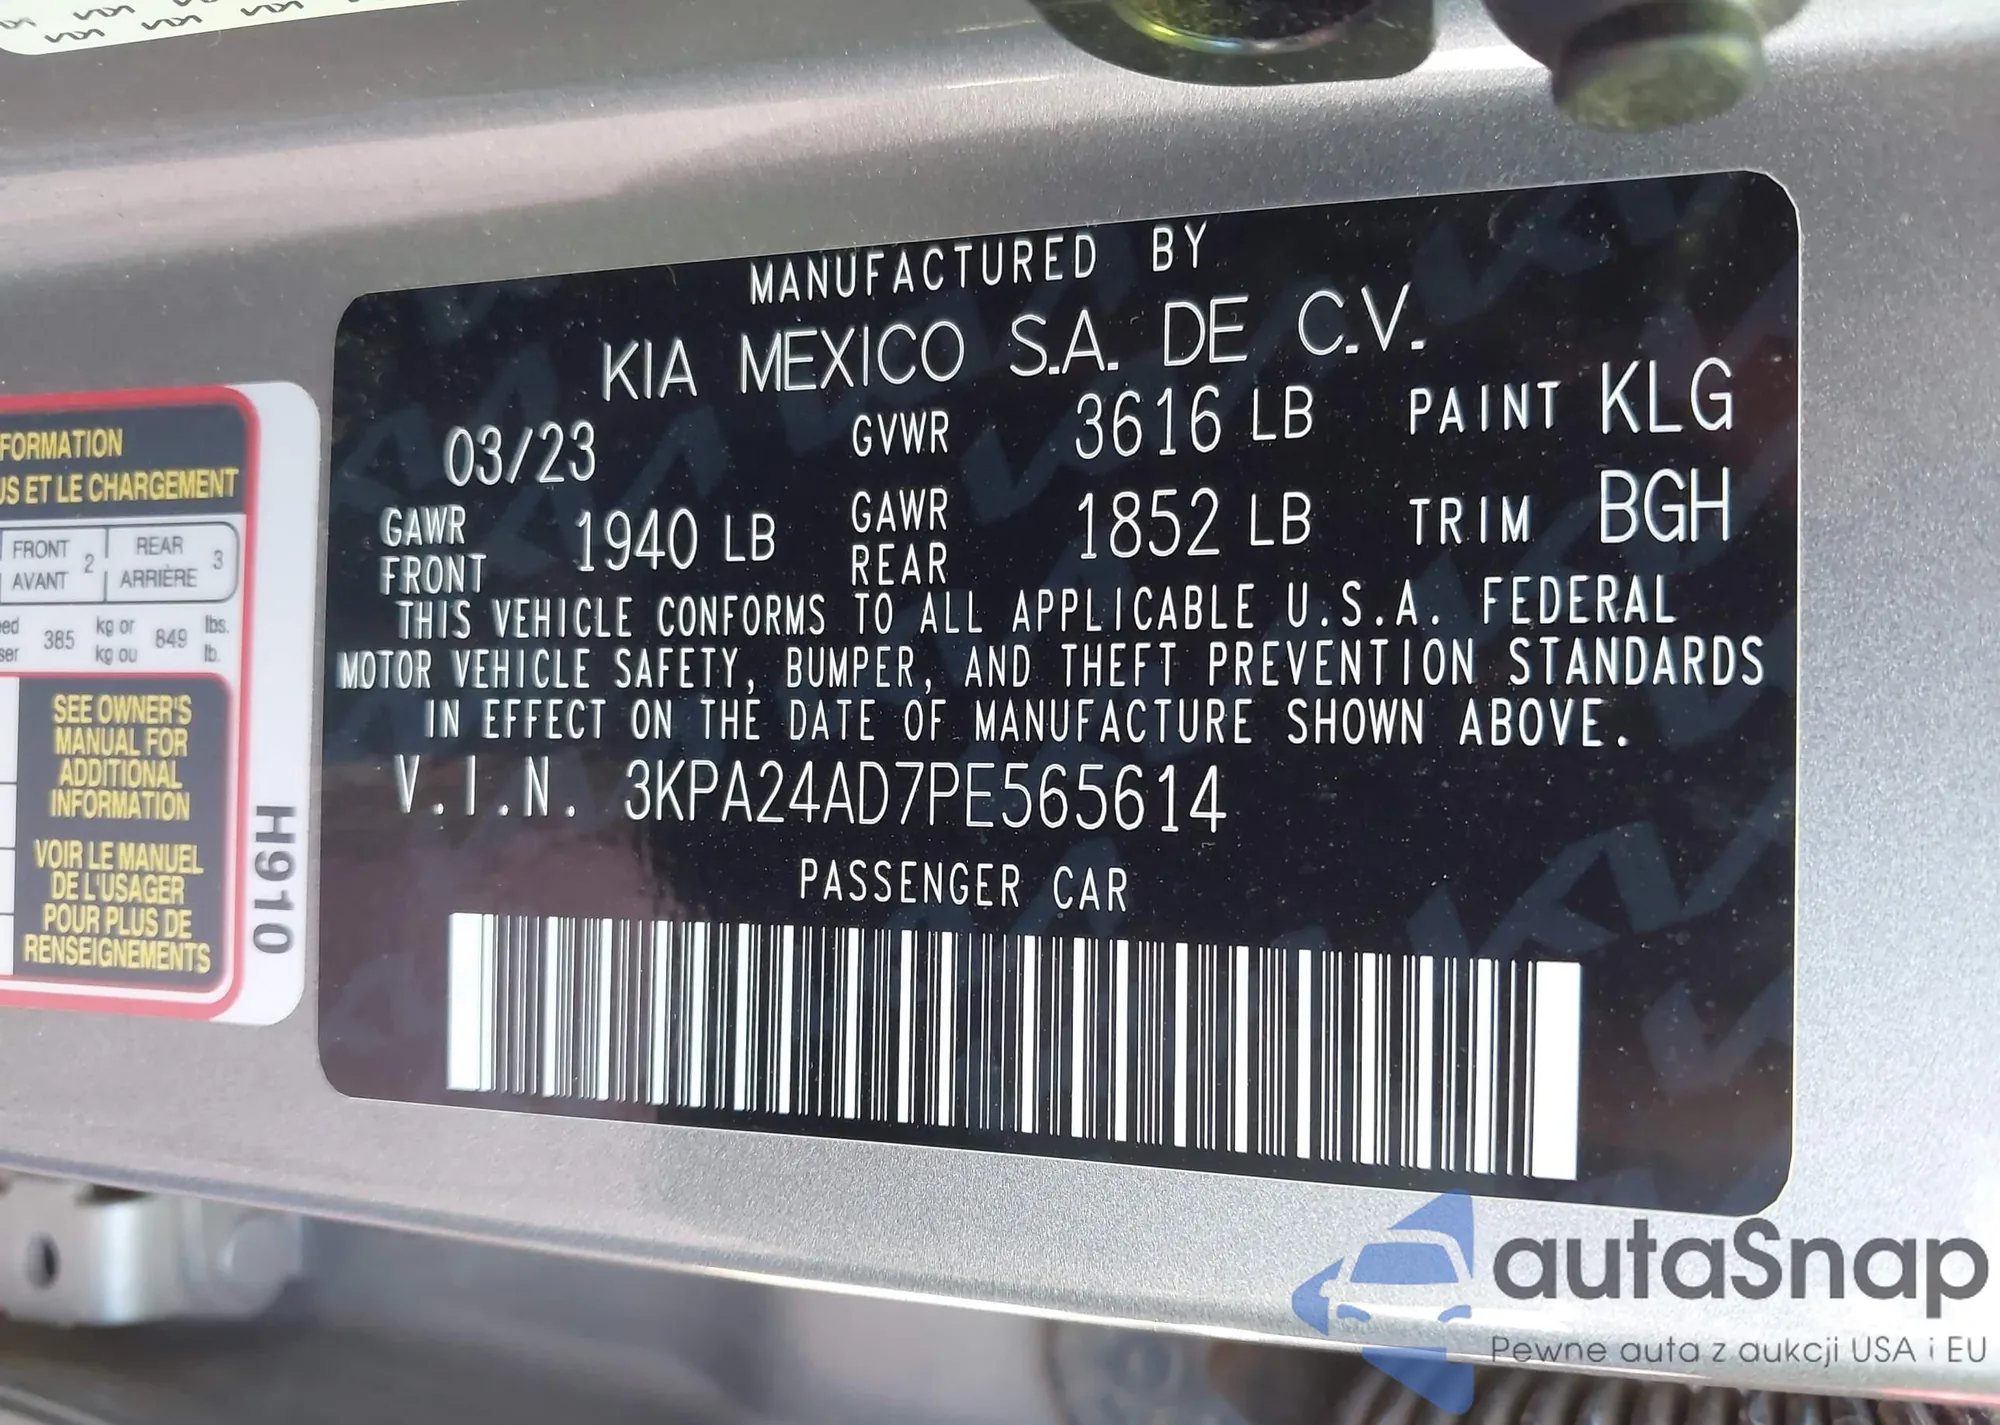 MANUFACTURED BY
KIA MEXICO S.A. DE C.V.
03/23 GVWR 3616 LB PAINT KLG
GAWR FRONT 1940 LB GAWR REAR 1852 LB TRIM BGH
THIS VEHICLE CONFORMS TO ALL APPLICABLE U.S.A. FEDERAL
MOTOR VEHICLE SAFETY, BUMPER, AND THEFT PREVENTION STANDARDS
IN EFFECT ON THE DATE OF MANUFACTURE SHOWN ABOVE.
V.I.N. 3KPA24AD7PE565614
PASSENGER CAR
FORMATION
ET LE CHARGEMENT
FRONT 2 REAR 3
AVANT ARRIÈRE
385 kg or 849 lbs.
kg ou lb.
SEE OWNER'S
MANUAL FOR
ADDITIONAL
INFORMATION
VOIR LE MANUEL
DE L'USAGER
POUR PLUS DE
RENSEIGNEMENTS
H910
autaSnap
Pewne auta z aukcji USA i EU